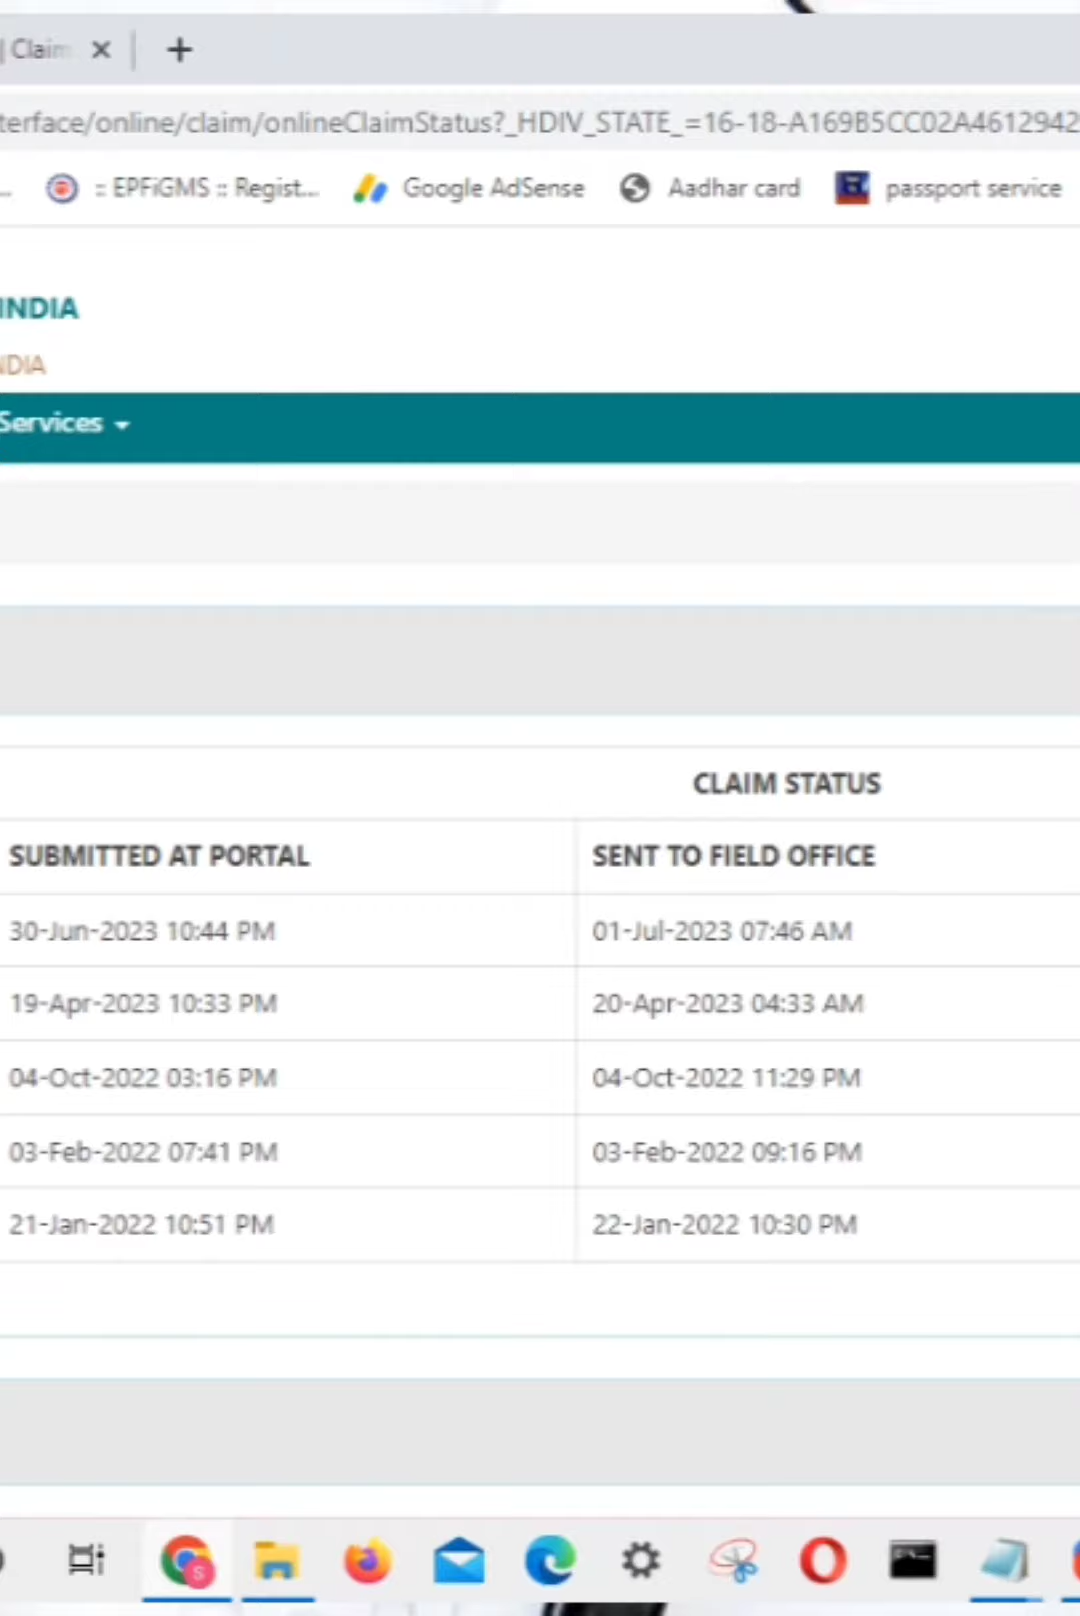 | Claim
terface/online/claim/onlineClaimStatus?_HDIV_STATE_=16-18-A169B5CC02A4612942
... :: EPFiGMS :: Regist... Google AdSense Aadhar card passport service
INDIA
NDIA
Services
CLAIM STATUS
SUBMITTED AT PORTAL SENT TO FIELD OFFICE
30-Jun-2023 10:44 PM 01-Jul-2023 07:46 AM
19-Apr-2023 10:33 PM 20-Apr-2023 04:33 AM
04-Oct-2022 03:16 PM 04-Oct-2022 11:29 PM
03-Feb-2022 07:41 PM 03-Feb-2022 09:16 PM
21-Jan-2022 10:51 PM 22-Jan-2022 10:30 PM